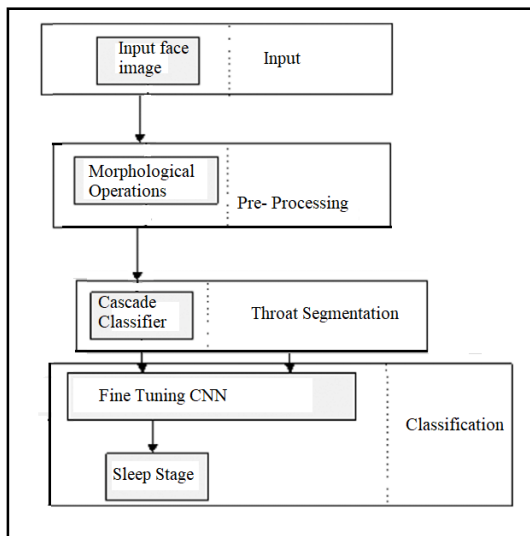 Input face
image
Input
Morphological
Operations
Pre- Processing
Cascade
Classifier
Throat Segmentation
Fine Tuning CNN
Classification
Sleep Stage